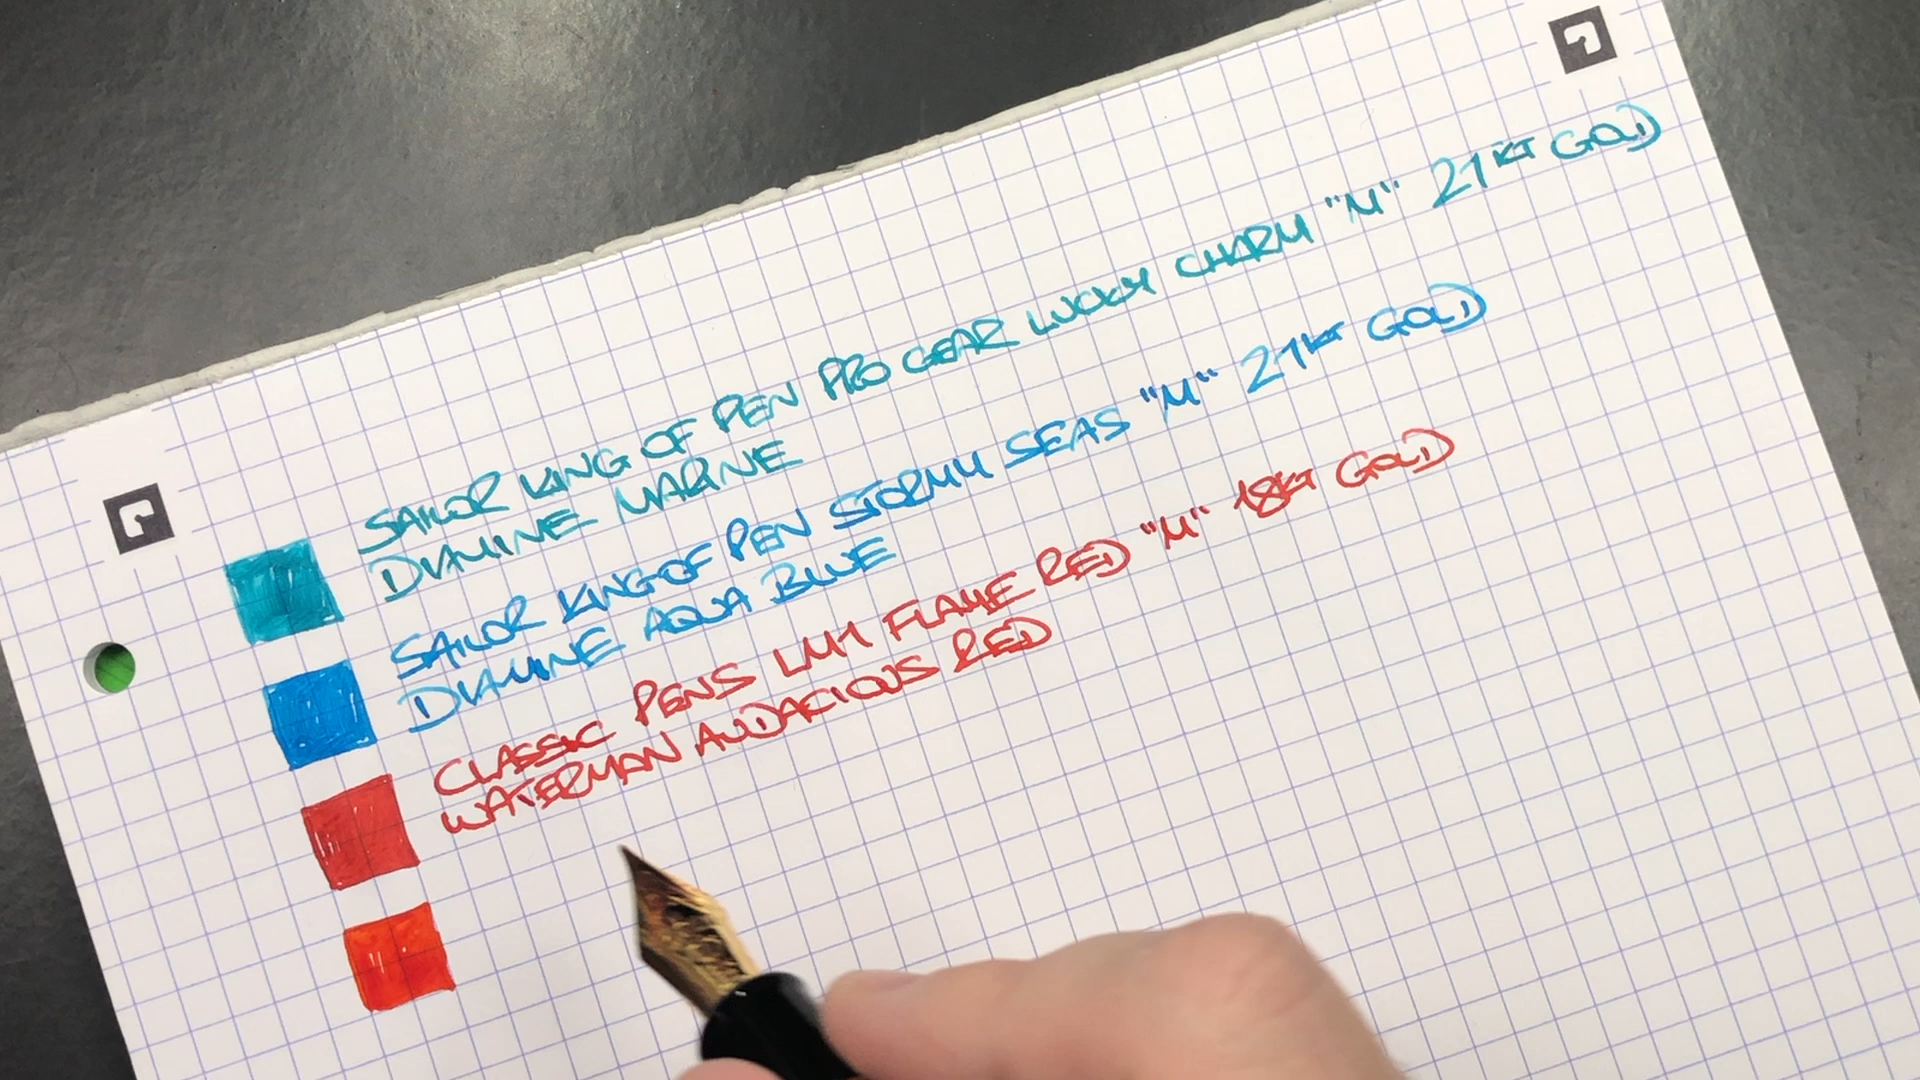 SAILOR KING OF PEN PRO GEAR LUCKY CHARM "M" 21KT GOLD
DIAMINE MARINE
SAILOR KING OF PEN STORMY SEAS "M" 21KT GOLD
DIAMINE AQUA BLUE
CLASSIC PENS LM1 FLAME RED "M" 18KT GOLD
WATERMAN AUDACIOUS RED